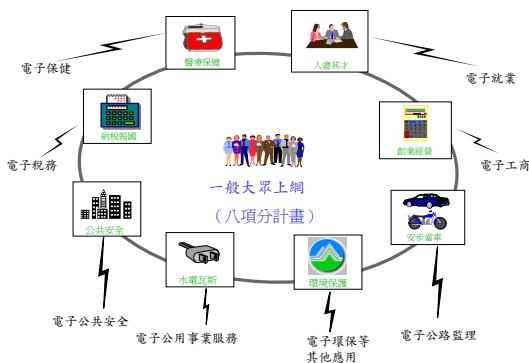 電子保健
醫療保健
人盡其才
電子就業
納稅報國
創業經營
電子稅務
電子工商
一般大眾上網
（八項分計畫）
公共安全
安步當車
水電瓦斯
環境保護
電子公共安全
電子公用事業服務
電子環保等
其他應用
電子公路監理